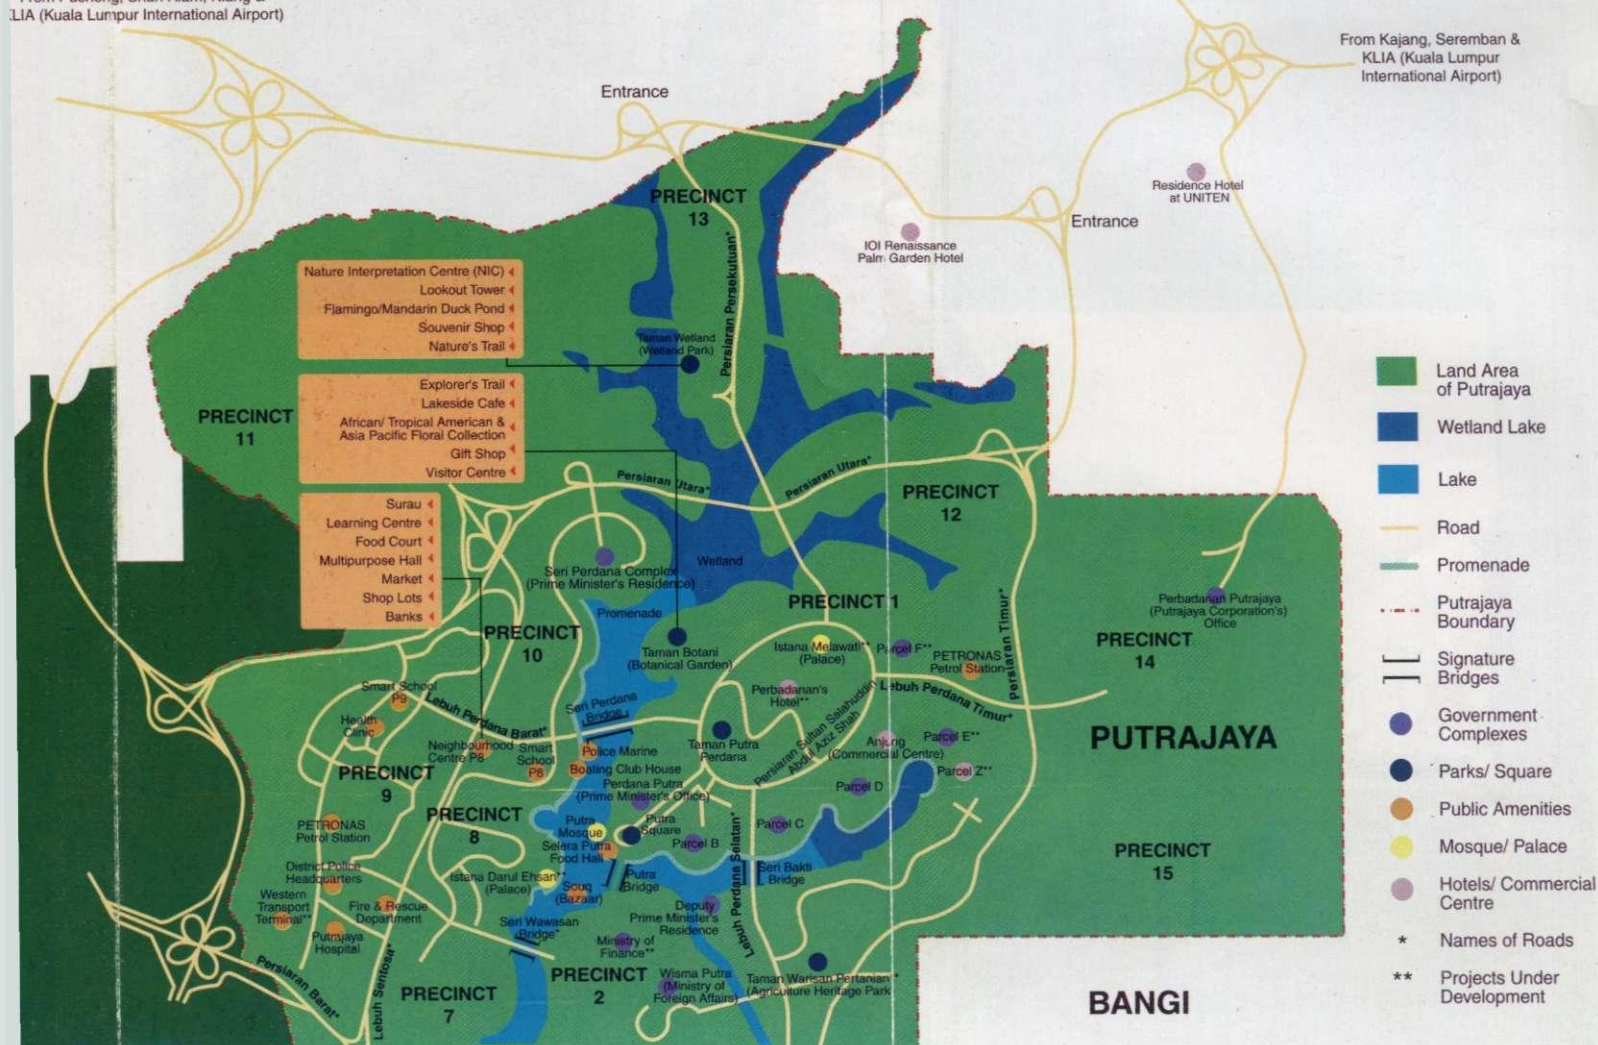 KLIA (Kuala Lumpur International Airport)
From Kajang, Seremban &
KLIA (Kuala Lumpur
International Airport)
Entrance
Residence Hotel
at UNITEN
PRECINCT
13
Entrance
IOI Renaissance
Palm Garden Hotel
Persiaran Persekutuan*
Nature Interpretation Centre (NIC)
Lookout Tower
Flamingo/Mandarin Duck Pond
Souvenir Shop
Nature's Trail
Taman Wetland
(Wetland Park)
Explorer's Trail
Lakeside Cafe
African/ Tropical American &
Asia Pacific Floral Collection
Gift Shop
Visitor Centre
PRECINCT
11
Persiaran Utara*
Persiaran Utara*
PRECINCT
12
Surau
Learning Centre
Food Court
Multipurpose Hall
Market
Shop Lots
Banks
Seri Perdana Complex
(Prime Minister's Residence)
Wetland
Promenade
PRECINCT 1
Perbadanan Putrajaya
(Putrajaya Corporation's)
Office
PRECINCT
10
Taman Botani
(Botanical Garden)
Istana Melawati**
(Palace)
Parcel F**
PETRONAS
Petrol Station
Persiaran Timur*
PRECINCT
14
Smart School
P9
Lebuh Perdana Barat*
Seri Perdana
Bridge
Perbadanan's
Hotel**
Persiaran Sultan Salahuddin
Abdul Aziz Shah
Lebuh Perdana Timur*
Health
Clinic
Neighbourhood
Centre P8
Smart
School
P8
Police Marine
Boating Club House
Taman Putra
Perdana
Anjung
(Commercial Centre)
Parcel E**
Parcel Z**
PUTRAJAYA
PRECINCT
9
Perdana Putra
(Prime Minister's Office)
Parcel D
PRECINCT
8
PETRONAS
Petrol Station
Putra
Mosque
Putra
Square
Selera Putra
Food Hall
Parcel B
Parcel C
Lebuh Perdana Selatan*
PRECINCT
15
District Police
Headquarters
Istana Darul Ehsan**
(Palace)
Souq
(Bazaar)
Putra
Bridge
Seri Bakti
Bridge
Western
Transport
Terminal**
Fire & Rescue
Department
Putrajaya
Hospital
Seri Wawasan
Bridge*
Deputy
Prime Minister's
Residence
Ministry of
Finance**
Persiaran Barat*
Lebuh Sentosa*
PRECINCT
7
PRECINCT
2
Wisma Putra
(Ministry of
Foreign Affairs)
Taman Warisan Pertanian*
(Agriculture Heritage Park
BANGI
Land Area
of Putrajaya
Wetland Lake
Lake
Road
Promenade
Putrajaya
Boundary
Signature
Bridges
Government
Complexes
Parks/ Square
Public Amenities
Mosque/ Palace
Hotels/ Commercial
Centre
* Names of Roads
** Projects Under
Development